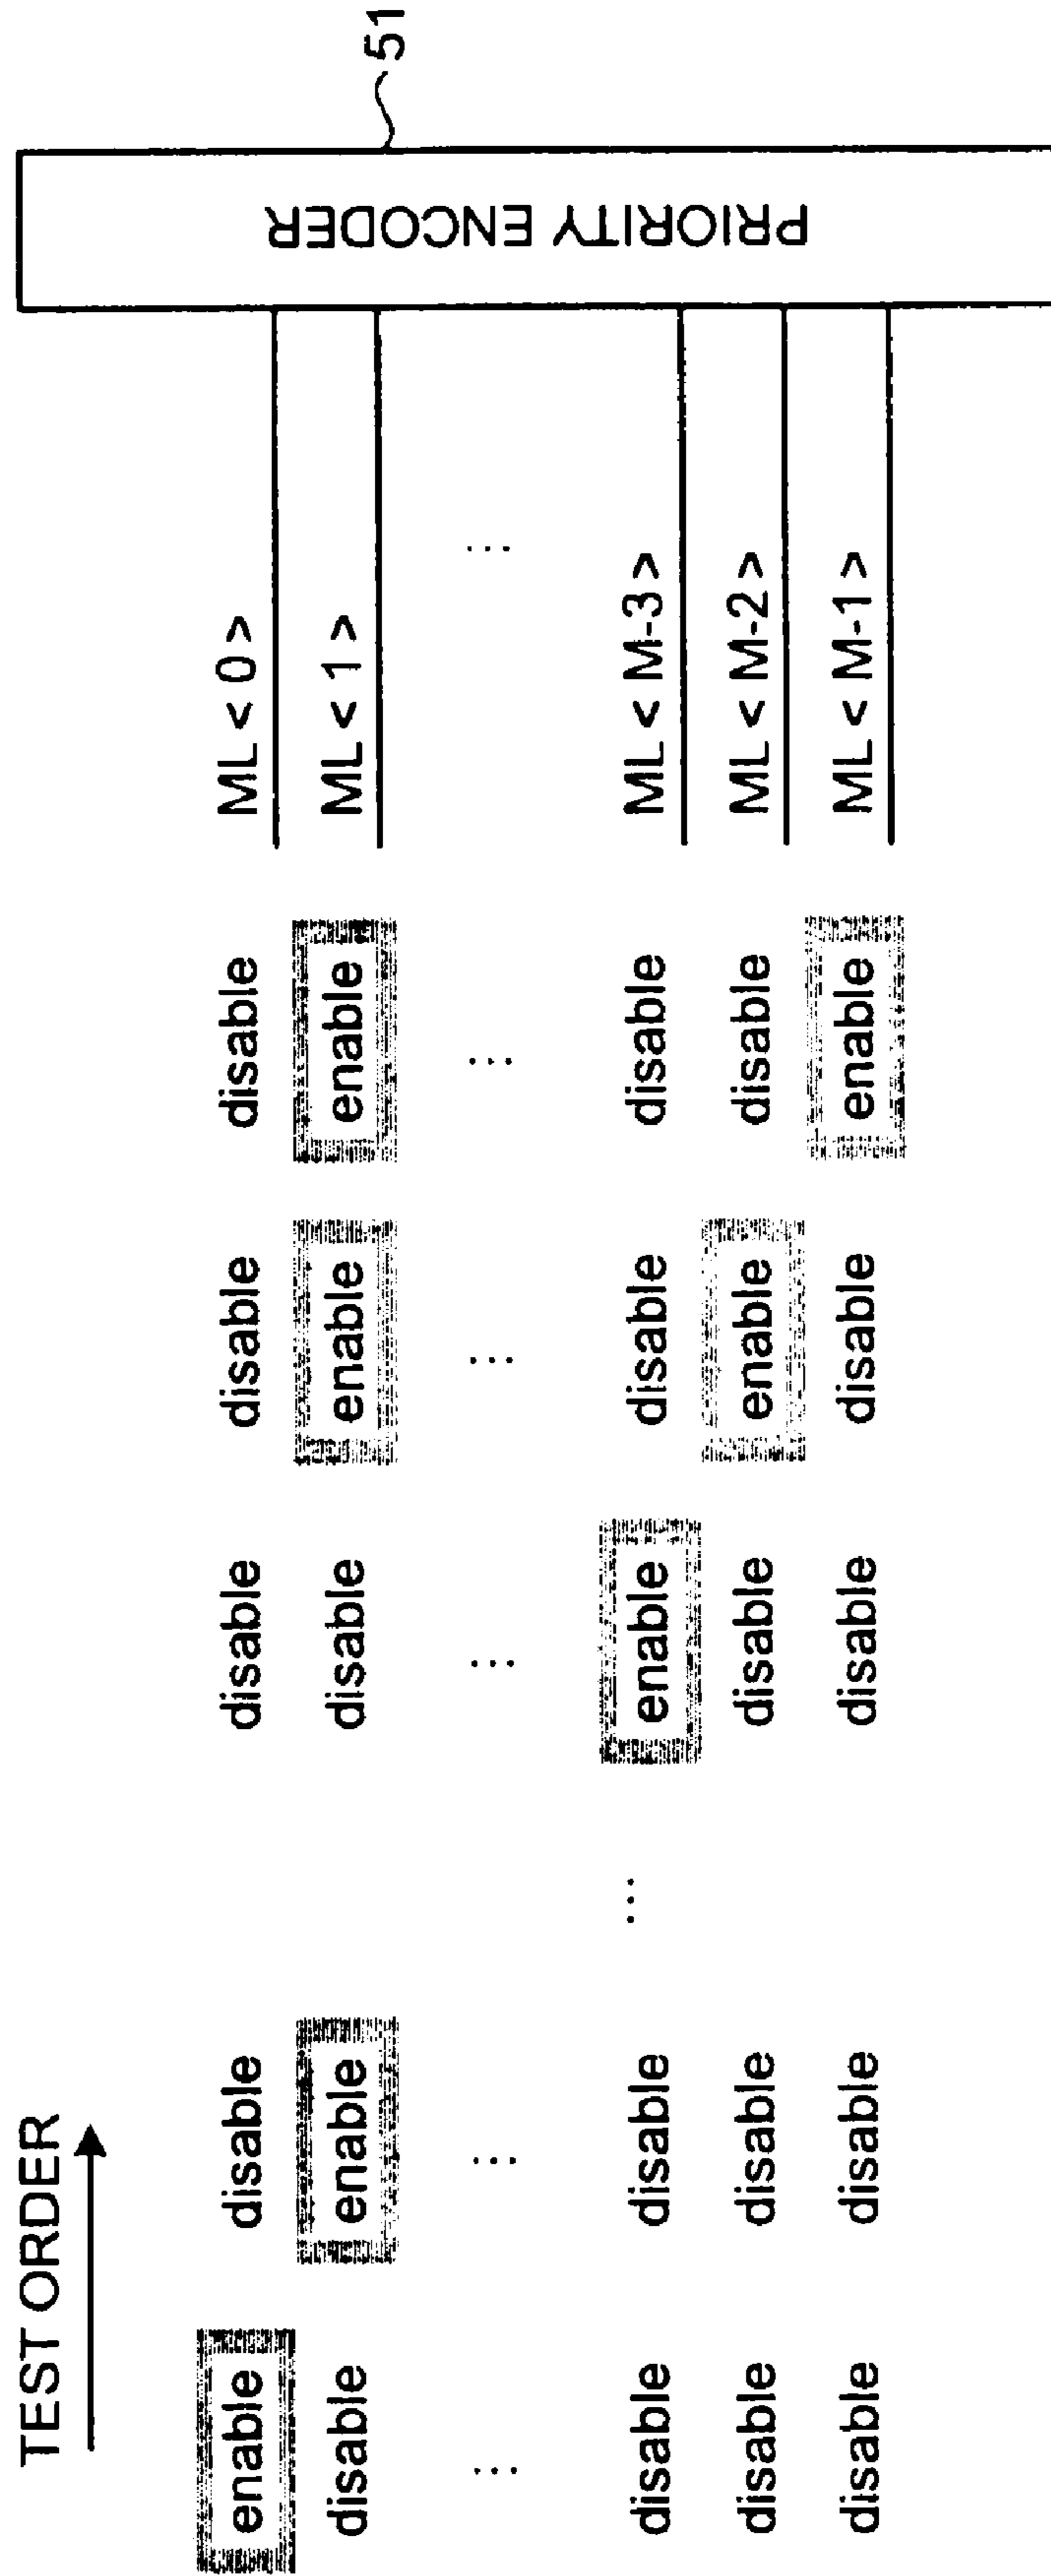 TEST ORDER
enable disable disable disable disable ML < 0 >
disable enable disable enable enable ML < 1 >
... ... ... ... ... ...
disable disable ... enable disable disable ML < M-3 >
disable disable disable enable disable ML < M-2 >
disable disable disable disable enable ML < M-1 >
PRIORITY ENCODER
51